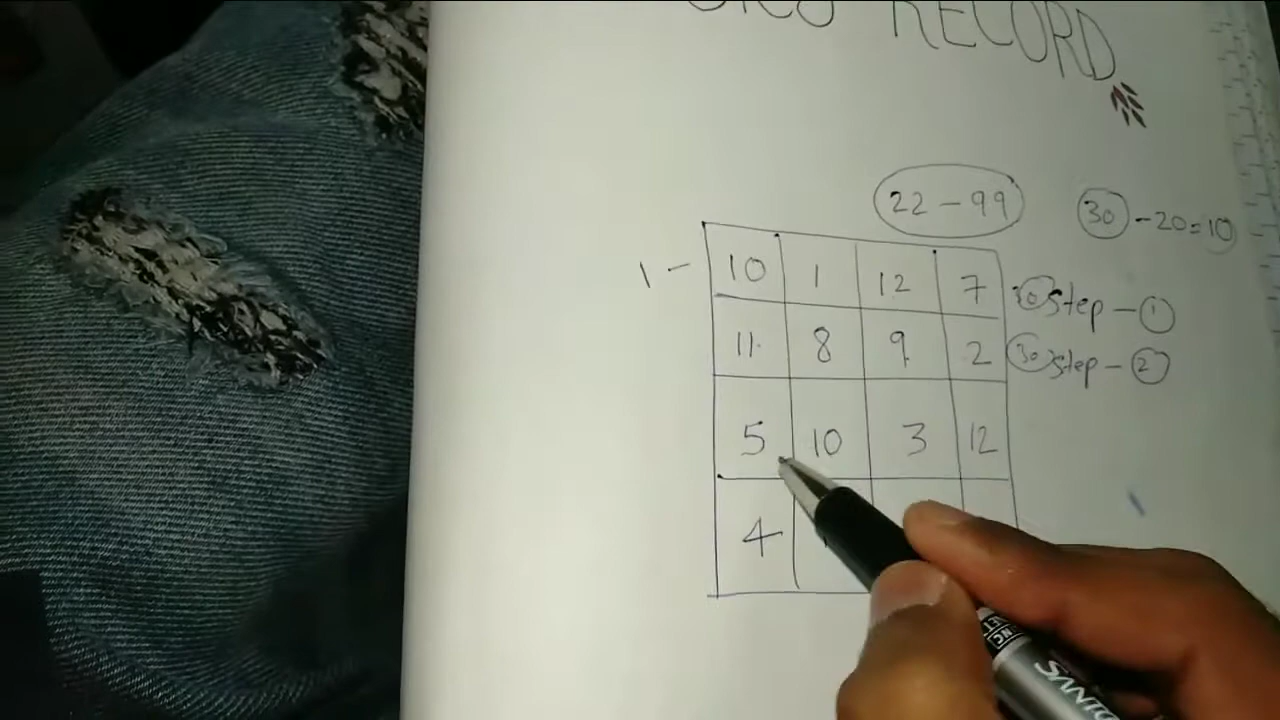 RECORD
22-99
30-20=10
1- 10 1 12 7 30 step-1
11 8 9 2 30 step-2
5 10 3 12
4